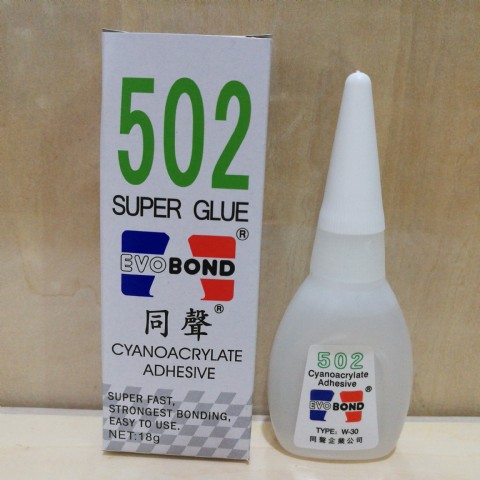 502
SUPER GLUE
®
EVOBOND
®
同聲
CYANOACRYLATE
ADHESIVE
SUPER FAST,
STRONGEST BONDING,
EASY TO USE.
NET:18g
502
Cyanoacrylate
Adhesive
®
EVOBOND
TYPE: W-30
同聲企業公司